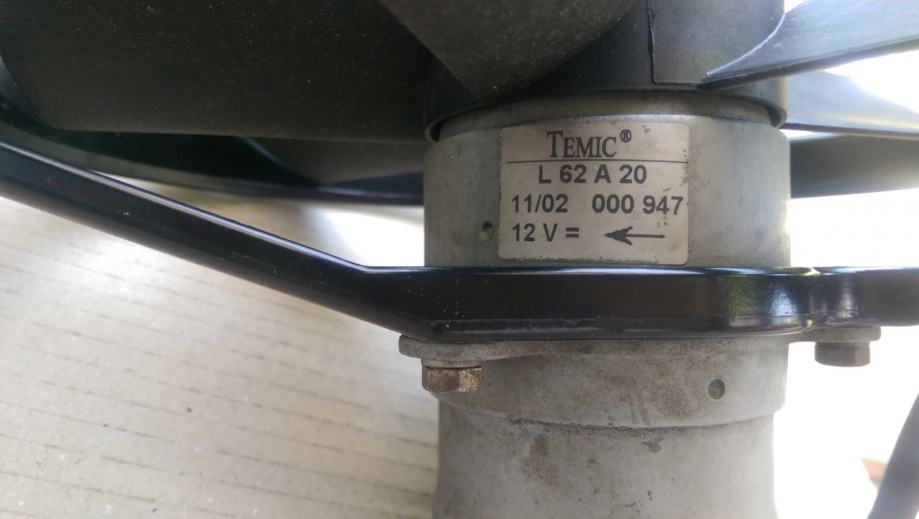 TEMIC®
L 62 A 20
11/02 000 947
12 V = ←